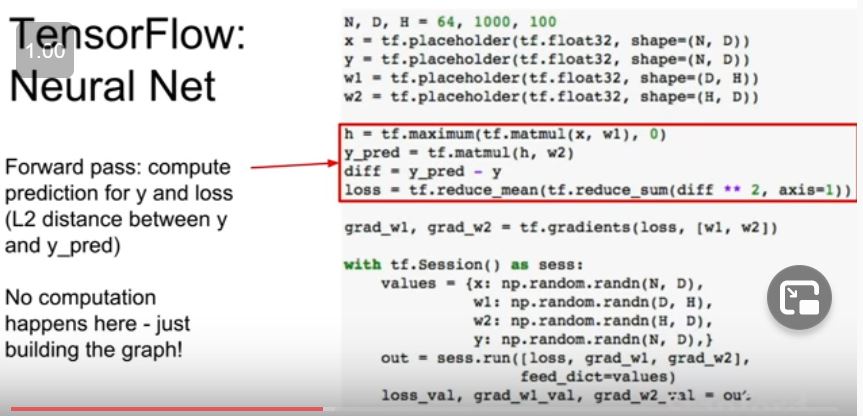 TensorFlow:
1.00
Neural Net
Forward pass: compute
prediction for y and loss
(L2 distance between y
and y_pred)
No computation
happens here - just
building the graph!
N, D, H = 64, 1000, 100
x = tf.placeholder(tf.float32, shape=(N, D))
y = tf.placeholder(tf.float32, shape=(N, D))
w1 = tf.placeholder(tf.float32, shape=(D, H))
w2 = tf.placeholder(tf.float32, shape=(H, D))
h = tf.maximum(tf.matmul(x, w1), 0)
y_pred = tf.matmul(h, w2)
diff = y_pred - y
loss = tf.reduce_mean(tf.reduce_sum(diff ** 2, axis=1))
grad_w1, grad_w2 = tf.gradients(loss, [w1, w2])
with tf.Session() as sess:
values = {x: np.random.randn(N, D),
w1: np.random.randn(D, H),
w2: np.random.randn(H, D),
y: np.random.randn(N, D),}
out = sess.run([loss, grad_w1, grad_w2],
feed_dict=values)
loss_val, grad_w1_val, grad_w2_val = out